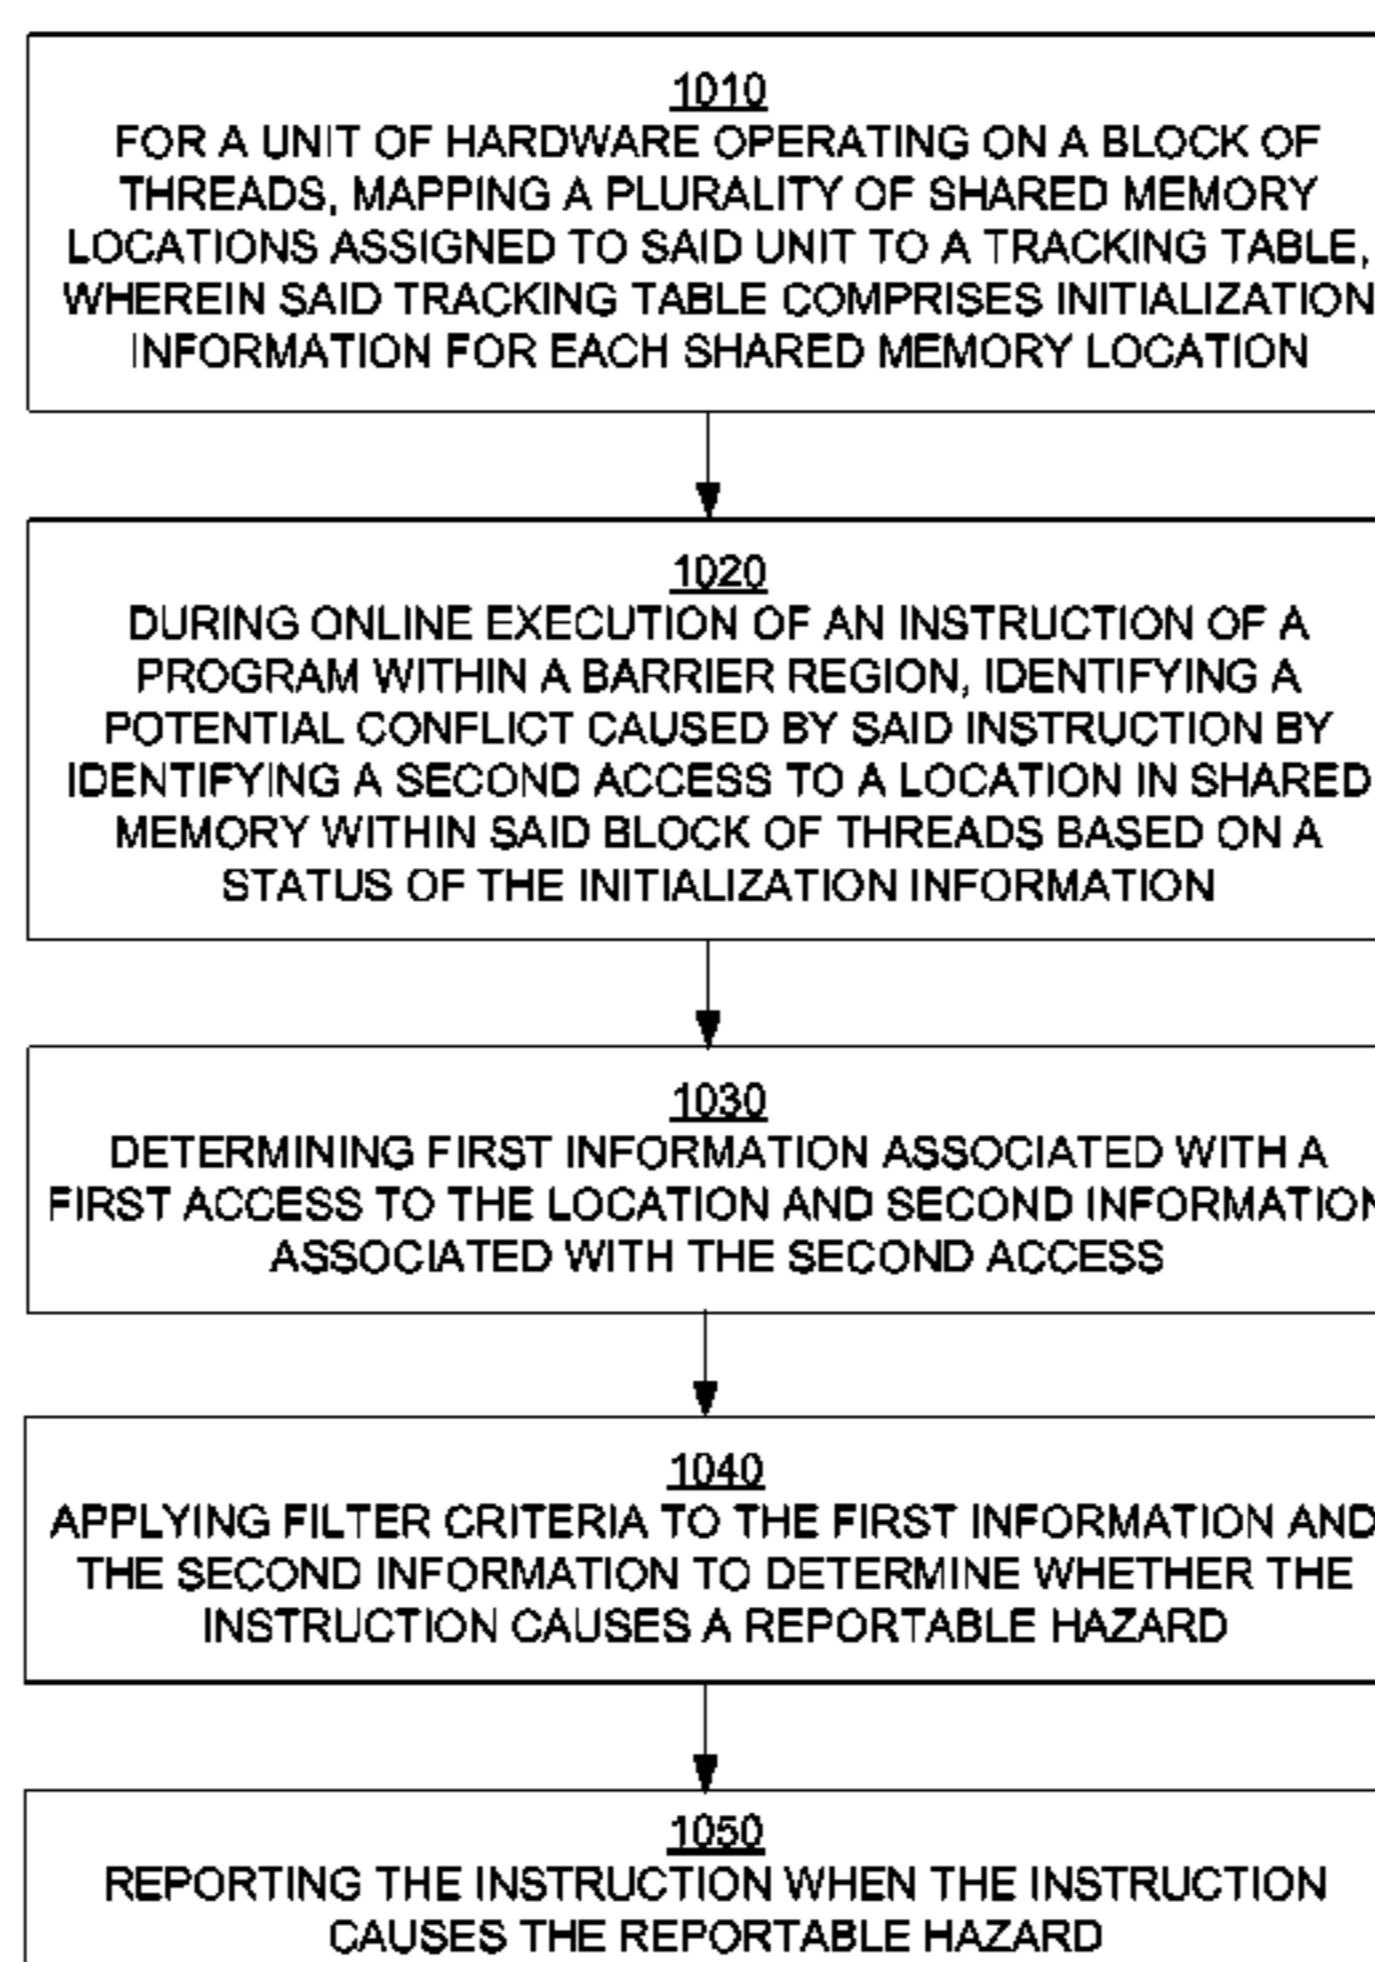 1010
FOR A UNIT OF HARDWARE OPERATING ON A BLOCK OF
THREADS, MAPPING A PLURALITY OF SHARED MEMORY
LOCATIONS ASSIGNED TO SAID UNIT TO A TRACKING TABLE,
WHEREIN SAID TRACKING TABLE COMPRISES INITIALIZATION
INFORMATION FOR EACH SHARED MEMORY LOCATION
1020
DURING ONLINE EXECUTION OF AN INSTRUCTION OF A
PROGRAM WITHIN A BARRIER REGION, IDENTIFYING A
POTENTIAL CONFLICT CAUSED BY SAID INSTRUCTION BY
IDENTIFYING A SECOND ACCESS TO A LOCATION IN SHARED
MEMORY WITHIN SAID BLOCK OF THREADS BASED ON A
STATUS OF THE INITIALIZATION INFORMATION
1030
DETERMINING FIRST INFORMATION ASSOCIATED WITH A
FIRST ACCESS TO THE LOCATION AND SECOND INFORMATION
ASSOCIATED WITH THE SECOND ACCESS
1040
APPLYING FILTER CRITERIA TO THE FIRST INFORMATION AND
THE SECOND INFORMATION TO DETERMINE WHETHER THE
INSTRUCTION CAUSES A REPORTABLE HAZARD
1050
REPORTING THE INSTRUCTION WHEN THE INSTRUCTION
CAUSES THE REPORTABLE HAZARD